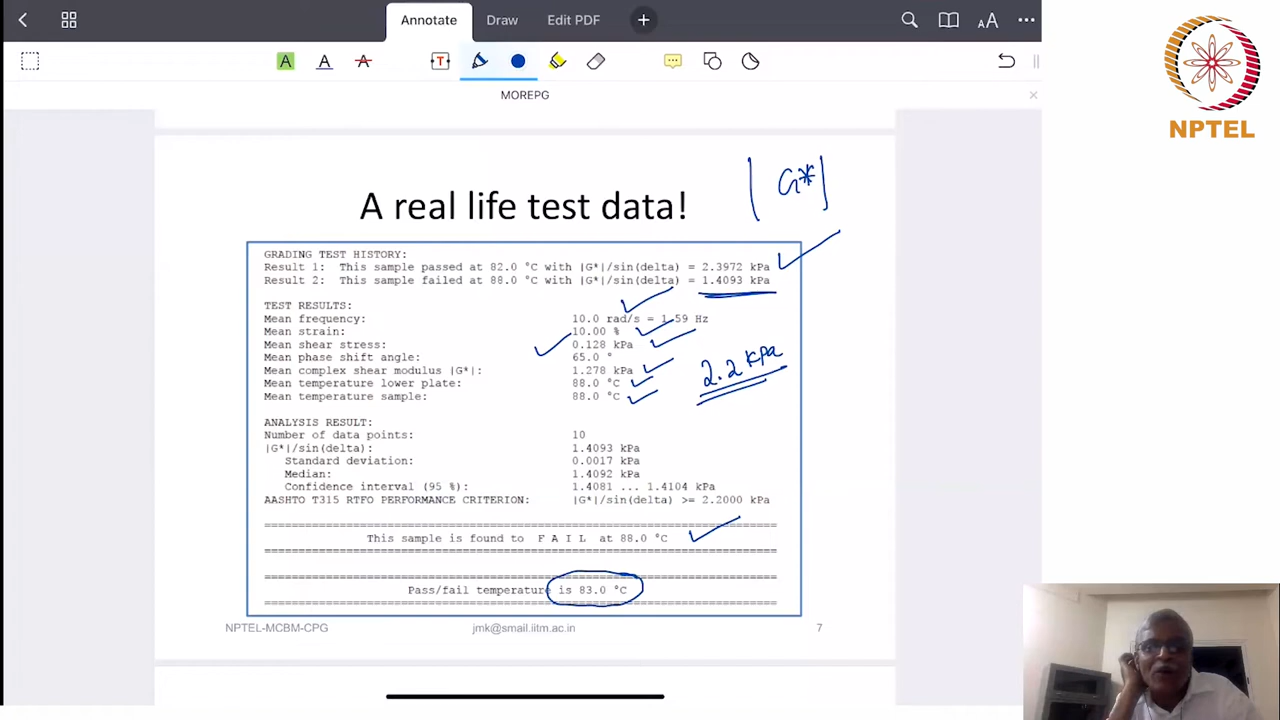 Annotate Draw Edit PDF
MOREPG
NPTEL
A real life test data!
|G*|
GRADING TEST HISTORY:
Result 1: This sample passed at 82.0 °C with |G*|/sin(delta) = 2.3972 kPa
Result 2: This sample failed at 88.0 °C with |G*|/sin(delta) = 1.4093 kPa
TEST RESULTS:
Mean frequency: 10.0 rad/s = 1.59 Hz
Mean strain: 10.00 %
Mean shear stress: 0.128 kPa
Mean phase shift angle: 65.0 °
Mean complex shear modulus |G*|: 1.278 kPa
Mean temperature lower plate: 88.0 °C
Mean temperature sample: 88.0 °C
2.2 kPa
ANALYSIS RESULT:
Number of data points: 10
|G*|/sin(delta): 1.4093 kPa
Standard deviation: 0.0017 kPa
Median: 1.4092 kPa
Confidence interval (95 %): 1.4081 ... 1.4104 kPa
AASHTO T315 RTFO PERFORMANCE CRITERION: |G*|/sin(delta) >= 2.2000 kPa
This sample is found to F A I L at 88.0 °C
Pass/fail temperature is 83.0 °C
NPTEL-MCBM-CPG jmk@smail.iitm.ac.in 7